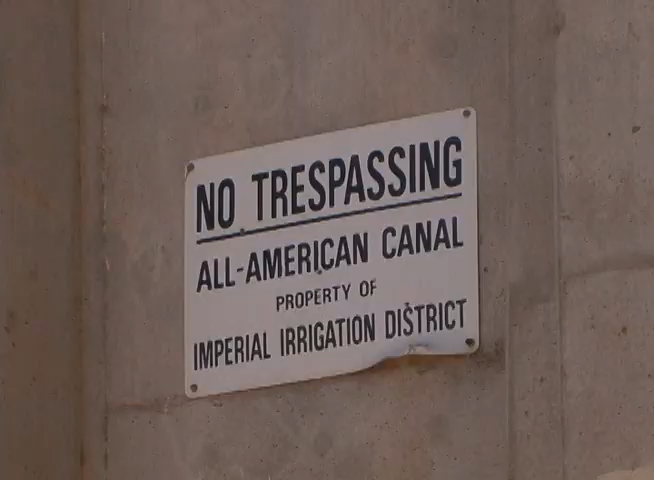 NO TRESPASSING
ALL-AMERICAN CANAL
PROPERTY OF
IMPERIAL IRRIGATION DISTRICT